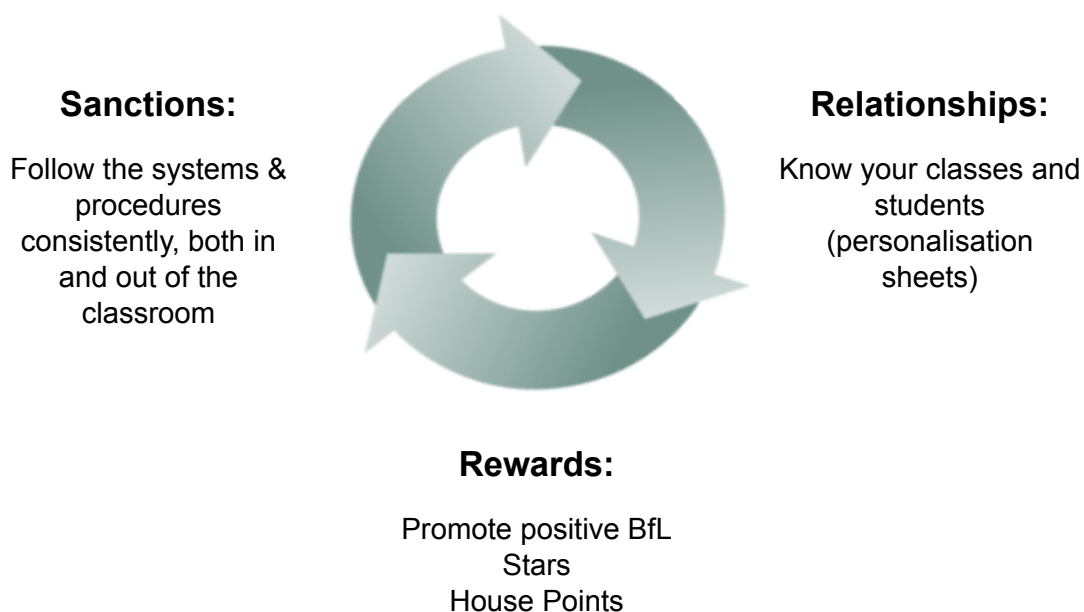 Sanctions:
Follow the systems &
procedures
consistently, both in
and out of the
classroom
Relationships:
Know your classes and
students
(personalisation
sheets)
Rewards:
Promote positive BfL
Stars
House Points